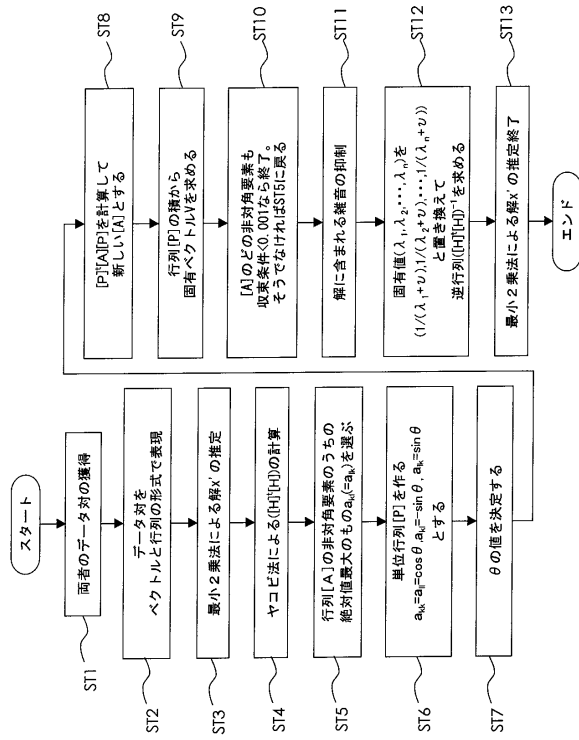 スタート
ST1
両者のデータ対の獲得
ST2
データ対を
ベクトルと行列の形式で表現
ST3
最小2乗法による解x'の推定
ST4
ヤコビ法による([H]ᵗ[H])の計算
ST5
行列[A]の非対角要素のうちの
絶対値最大のものaₖₗ(=aₗₖ)を選ぶ
ST6
単位行列[P]を作る
aₖₖ=aₗₗ=cosθ,aₖₗ=-sinθ,aₗₖ=sinθ
とする
ST7
θの値を決定する
ST8
[P]ᵗ[A][P]を計算して
新しい[A]とする
ST9
行列[P]の積から
固有ベクトルVを求める
ST10
[A]のどの非対角要素も
収束条件<0.001なら終了。
そうでなければST5に戻る
ST11
解に含まれる雑音の抑制
ST12
固有値(λ₁,λ₂,・・・,λₙ)を
(1/(λ₁+υ),1/(λ₂+υ),・・・,1/(λₙ+υ))
と置き換えて
逆行列([H]ᵗ[H])⁻¹を求める
ST13
最小2乗法による解x'の推定終了
エンド